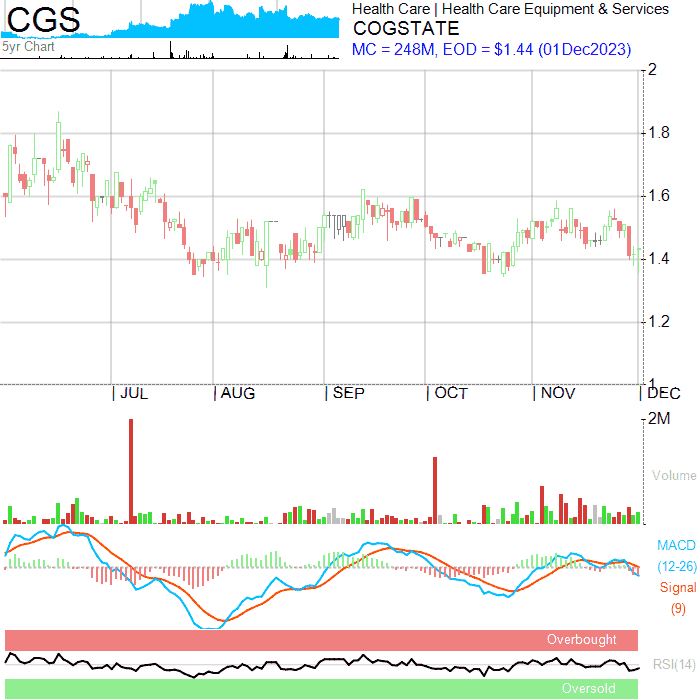 CGS
5yr Chart
Health Care | Health Care Equipment & Services
COGSTATE
MC = 248M, EOD = $1.44 (01Dec2023)
2
1.8
1.6
1.4
1.2
1
| JUL | AUG | SEP | OCT | NOV | DEC
2M
Volume
MACD
(12-26)
Signal
(9)
Overbought
RSI(14)
Oversold